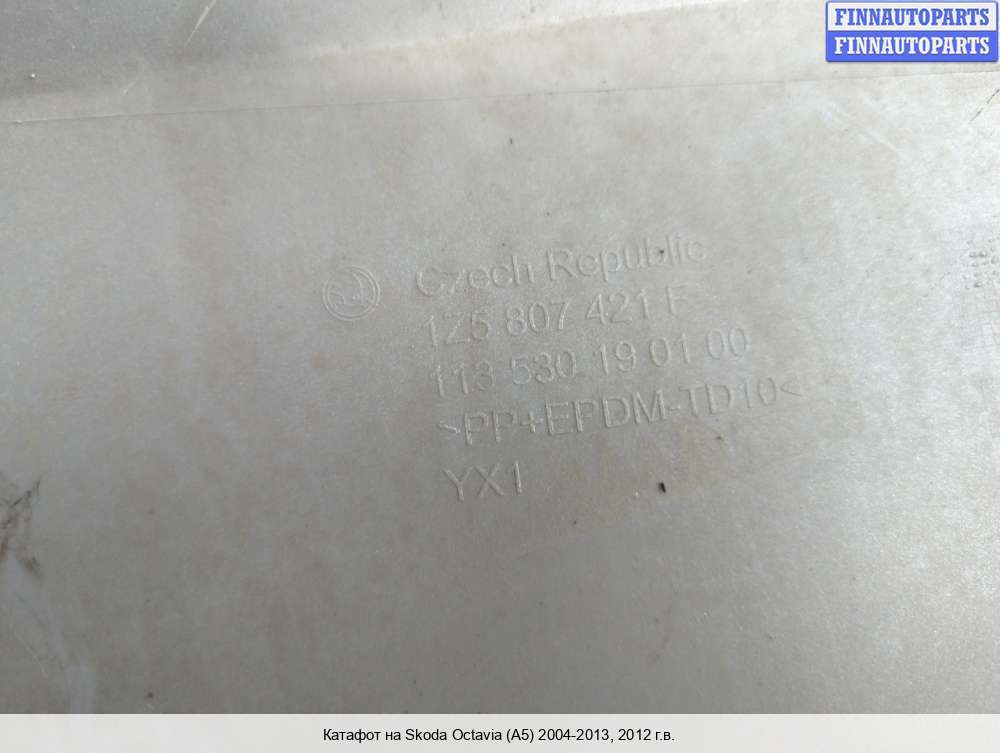 FINNAUTOPARTS
FINNAUTOPARTS
Czech Republic
1Z5 807 421 F
113 530 19 01 00
>PP+EPDM-TD10<
YX1
Катафот на Skoda Octavia (A5) 2004-2013, 2012 г.в.